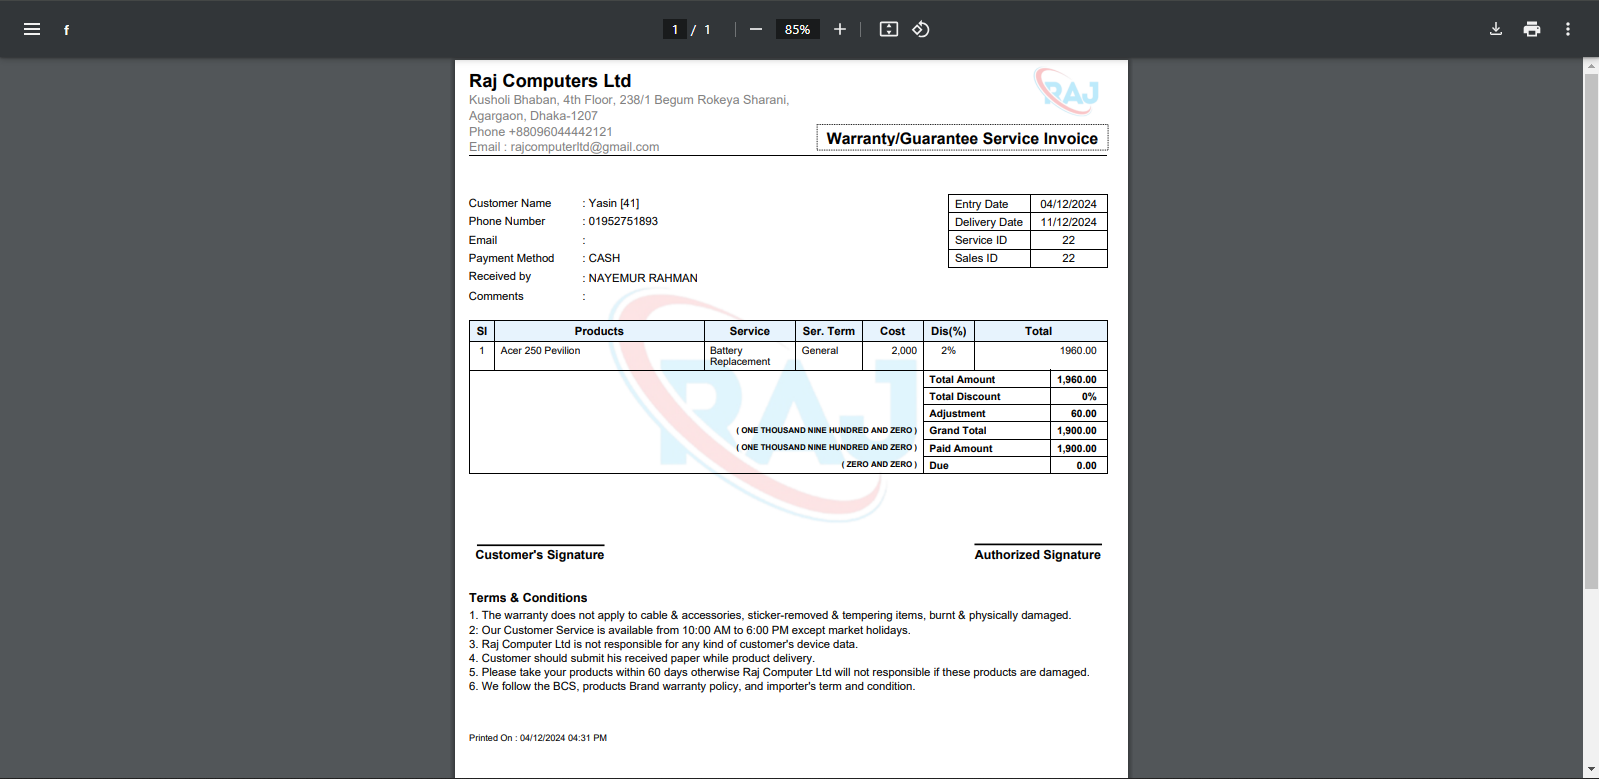 f
1 / 1
85%
Raj Computers Ltd
RAJ
Kusholi Bhaban, 4th Floor, 238/1 Begum Rokeya Sharani,
Agargaon, Dhaka-1207
Phone +88096044442121
Email : rajcomputerltd@gmail.com
Warranty/Guarantee Service Invoice
Customer Name : Yasin [41]
Phone Number : 01952751893
Email :
Payment Method : CASH
Received by : NAYEMUR RAHMAN
Comments :
Entry Date 04/12/2024
Delivery Date 11/12/2024
Service ID 22
Sales ID 22
Sl Products Service Ser. Term Cost Dis(%) Total
1 Acer 250 Pevilion Battery General 2,000 2% 1960.00
Replacement
RAJ
Total Amount 1,960.00
Total Discount 0%
Adjustment 60.00
( ONE THOUSAND NINE HUNDRED AND ZERO ) Grand Total 1,900.00
( ONE THOUSAND NINE HUNDRED AND ZERO ) Paid Amount 1,900.00
( ZERO AND ZERO ) Due 0.00
Customer's Signature Authorized Signature
Terms & Conditions
1. The warranty does not apply to cable & accessories, sticker-removed & tempering items, burnt & physically damaged.
2: Our Customer Service is available from 10:00 AM to 6:00 PM except market holidays.
3. Raj Computer Ltd is not responsible for any kind of customer's device data.
4. Customer should submit his received paper while product delivery.
5. Please take your products within 60 days otherwise Raj Computer Ltd will not responsible if these products are damaged.
6. We follow the BCS, products Brand warranty policy, and importer's term and condition.
Printed On : 04/12/2024 04:31 PM